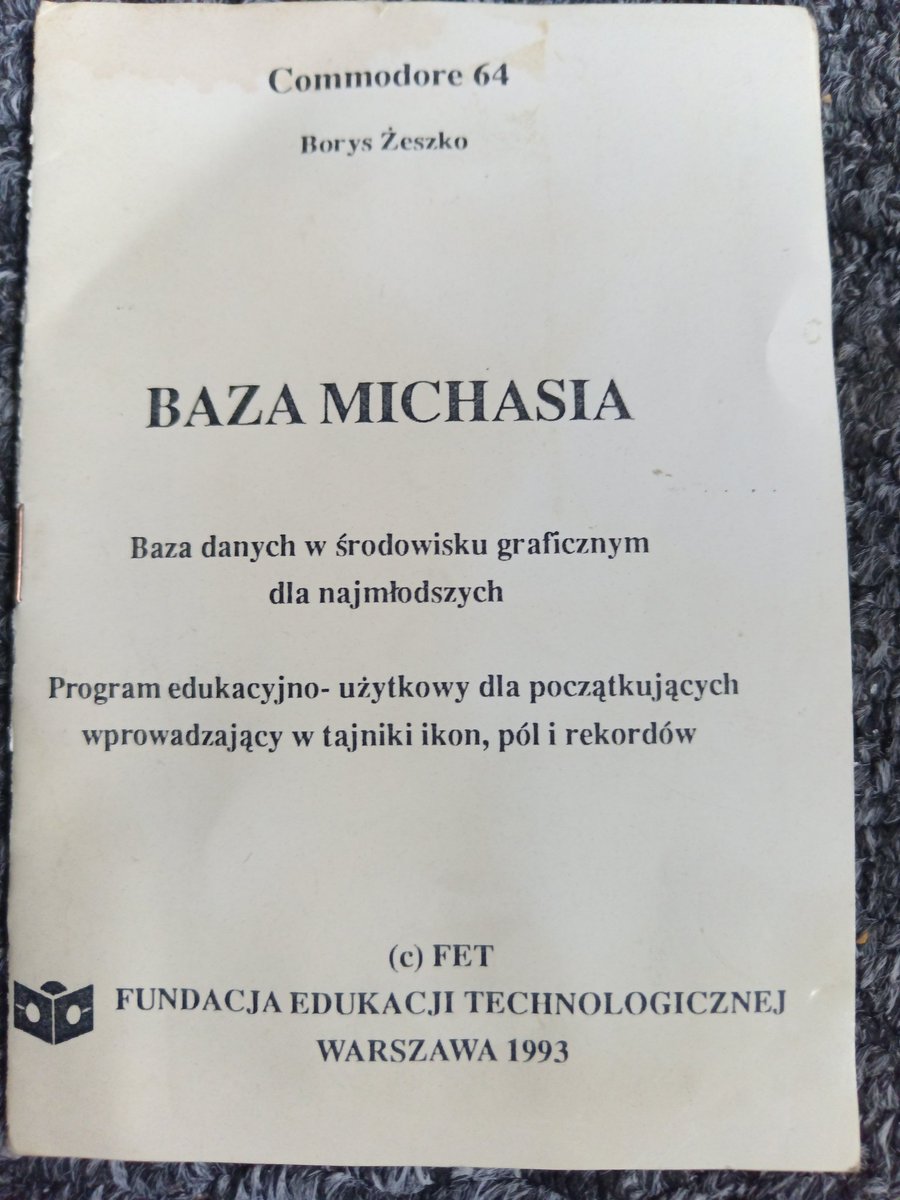 Commodore 64
Borys Żeszko
BAZA MICHASIA
Baza danych w środowisku graficznym
dla najmłodszych
Program edukacyjno- użytkowy dla początkujących
wprowadzający w tajniki ikon, pól i rekordów
(c) FET
FUNDACJA EDUKACJI TECHNOLOGICZNEJ
WARSZAWA 1993